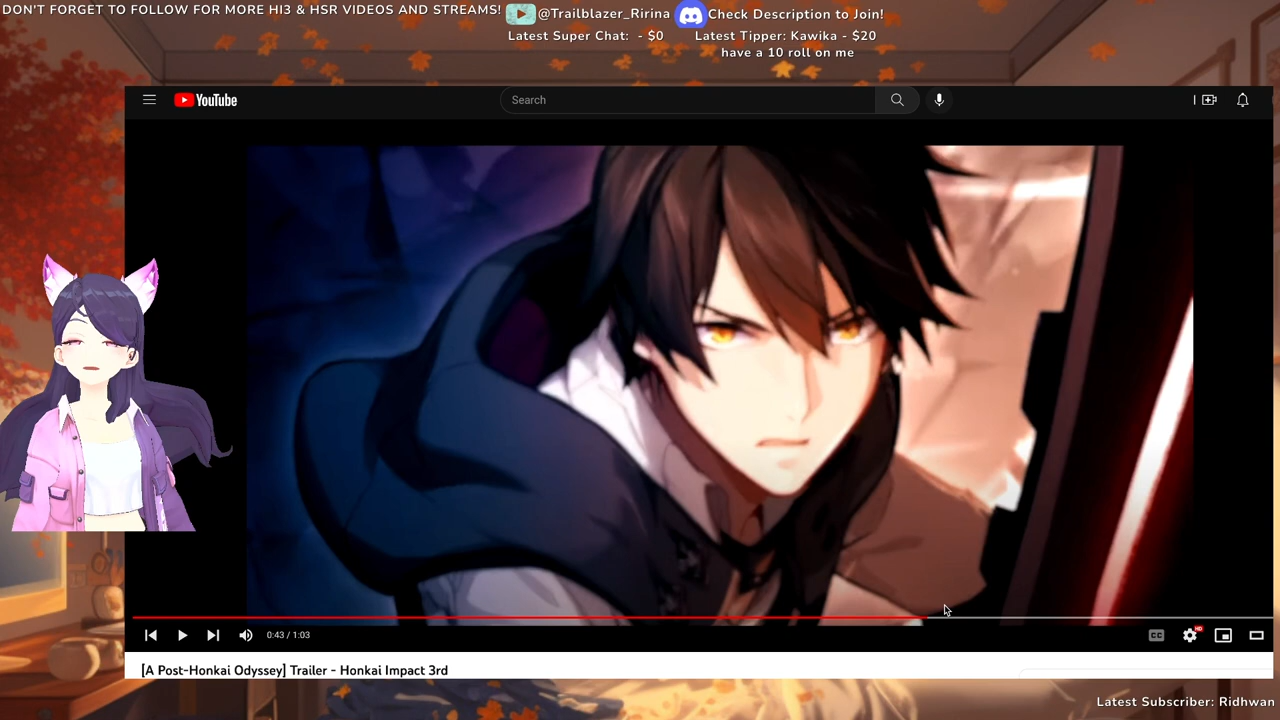 DON'T FORGET TO FOLLOW FOR MORE HI3 & HSR VIDEOS AND STREAMS!
@Trailblazer_Ririna
Check Description to Join!
Latest Super Chat:  - $0
Latest Tipper: Kawika - $20
have a 10 roll on me
YouTube
Search
0:43 / 1:03
CC
HD
[A Post-Honkai Odyssey] Trailer - Honkai Impact 3rd
Latest Subscriber: Ridhwan